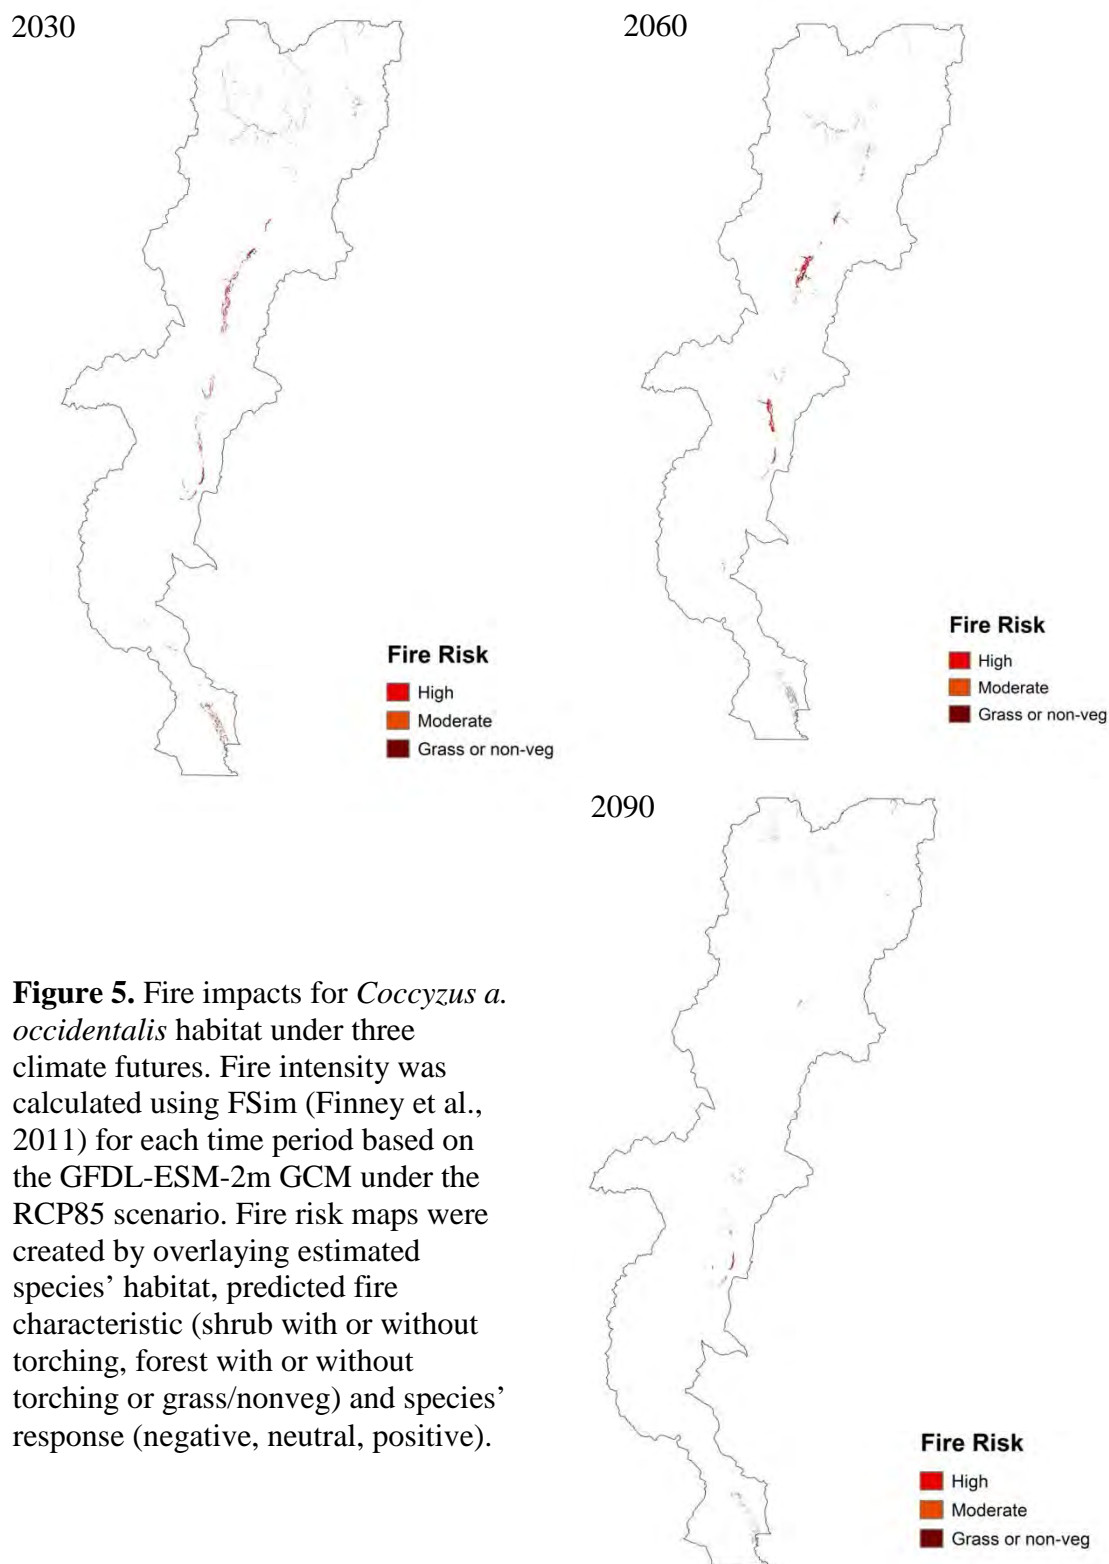 2030
2060
Fire Risk
High
Moderate
Grass or non-veg
Fire Risk
High
Moderate
Grass or non-veg
2090
Figure 5. Fire impacts for Coccyzus a.
occidentalis habitat under three
climate futures. Fire intensity was
calculated using FSim (Finney et al.,
2011) for each time period based on
the GFDL-ESM-2m GCM under the
RCP85 scenario. Fire risk maps were
created by overlaying estimated
species’ habitat, predicted fire
characteristic (shrub with or without
torching, forest with or without
torching or grass/nonveg) and species’
response (negative, neutral, positive).
Fire Risk
High
Moderate
Grass or non-veg